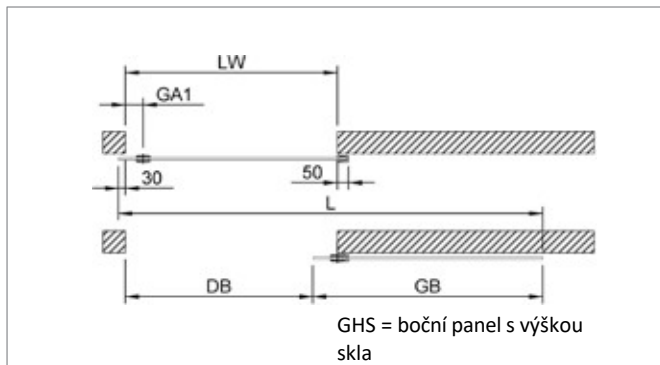 LW
GA1
30
50
L
DB
GB
GHS = boční panel s výškou
skla